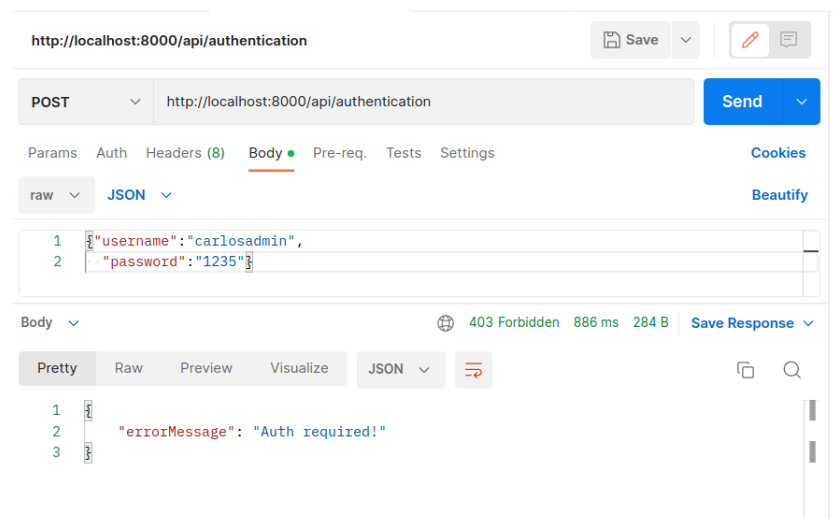 http://localhost:8000/api/authentication Save
POST http://localhost:8000/api/authentication Send
Params Auth Headers (8) Body Pre-req. Tests Settings Cookies
raw JSON Beautify
1 {"username":"carlosadmin",
2 "password":"1235"}
Body 403 Forbidden 886 ms 284 B Save Response
Pretty Raw Preview Visualize JSON
1 {
2 "errorMessage": "Auth required!"
3 }